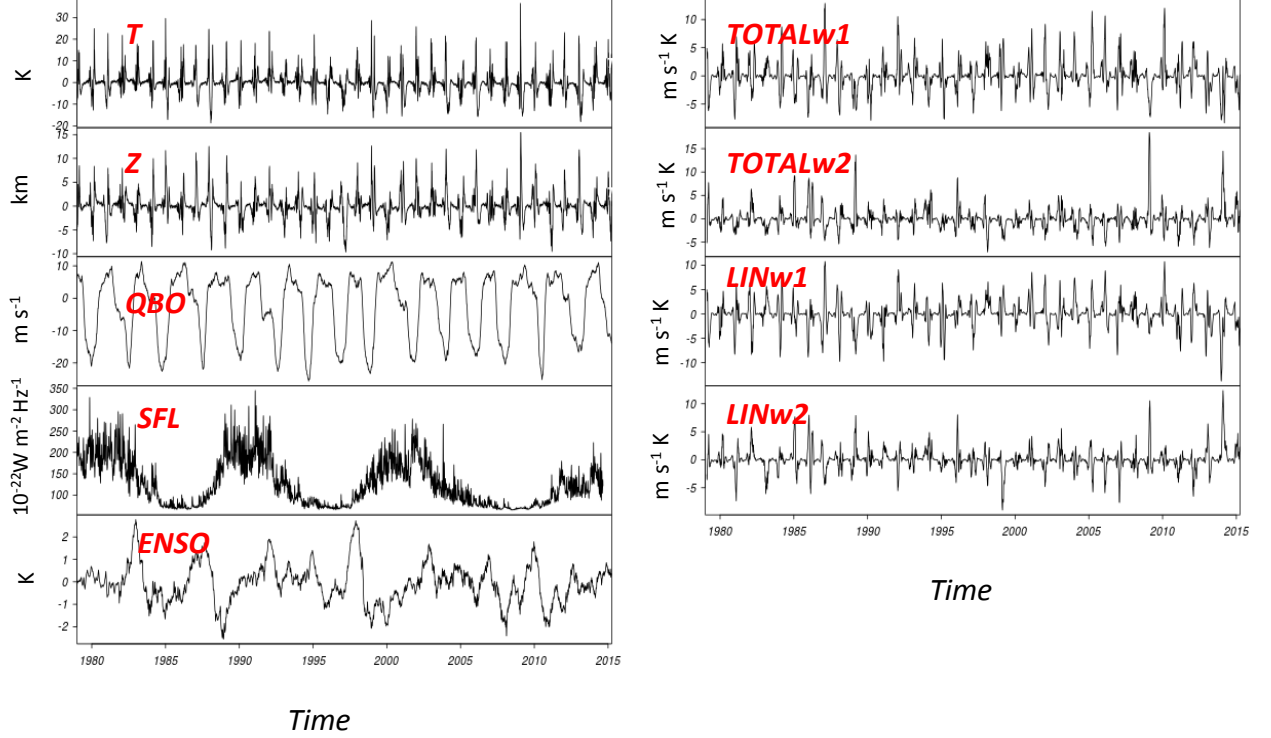 T
K
30
20
10
0
-10
-20
Z
km
15
10
5
0
-5
-10
QBO
m s-1
10
0
-10
-20
SFL
10-22W m-2 Hz-1
350
300
250
200
150
100
ENSO
K
2
1
0
-1
-2
1980 1985 1990 1995 2000 2005 2010 2015
Time
TOTALw1
m s-1 K
10
5
0
-5
TOTALw2
m s-1 K
15
10
5
0
-5
LINw1
m s-1 K
10
5
0
-5
-10
LINw2
m s-1 K
10
5
0
-5
1980 1985 1990 1995 2000 2005 2010 2015
Time